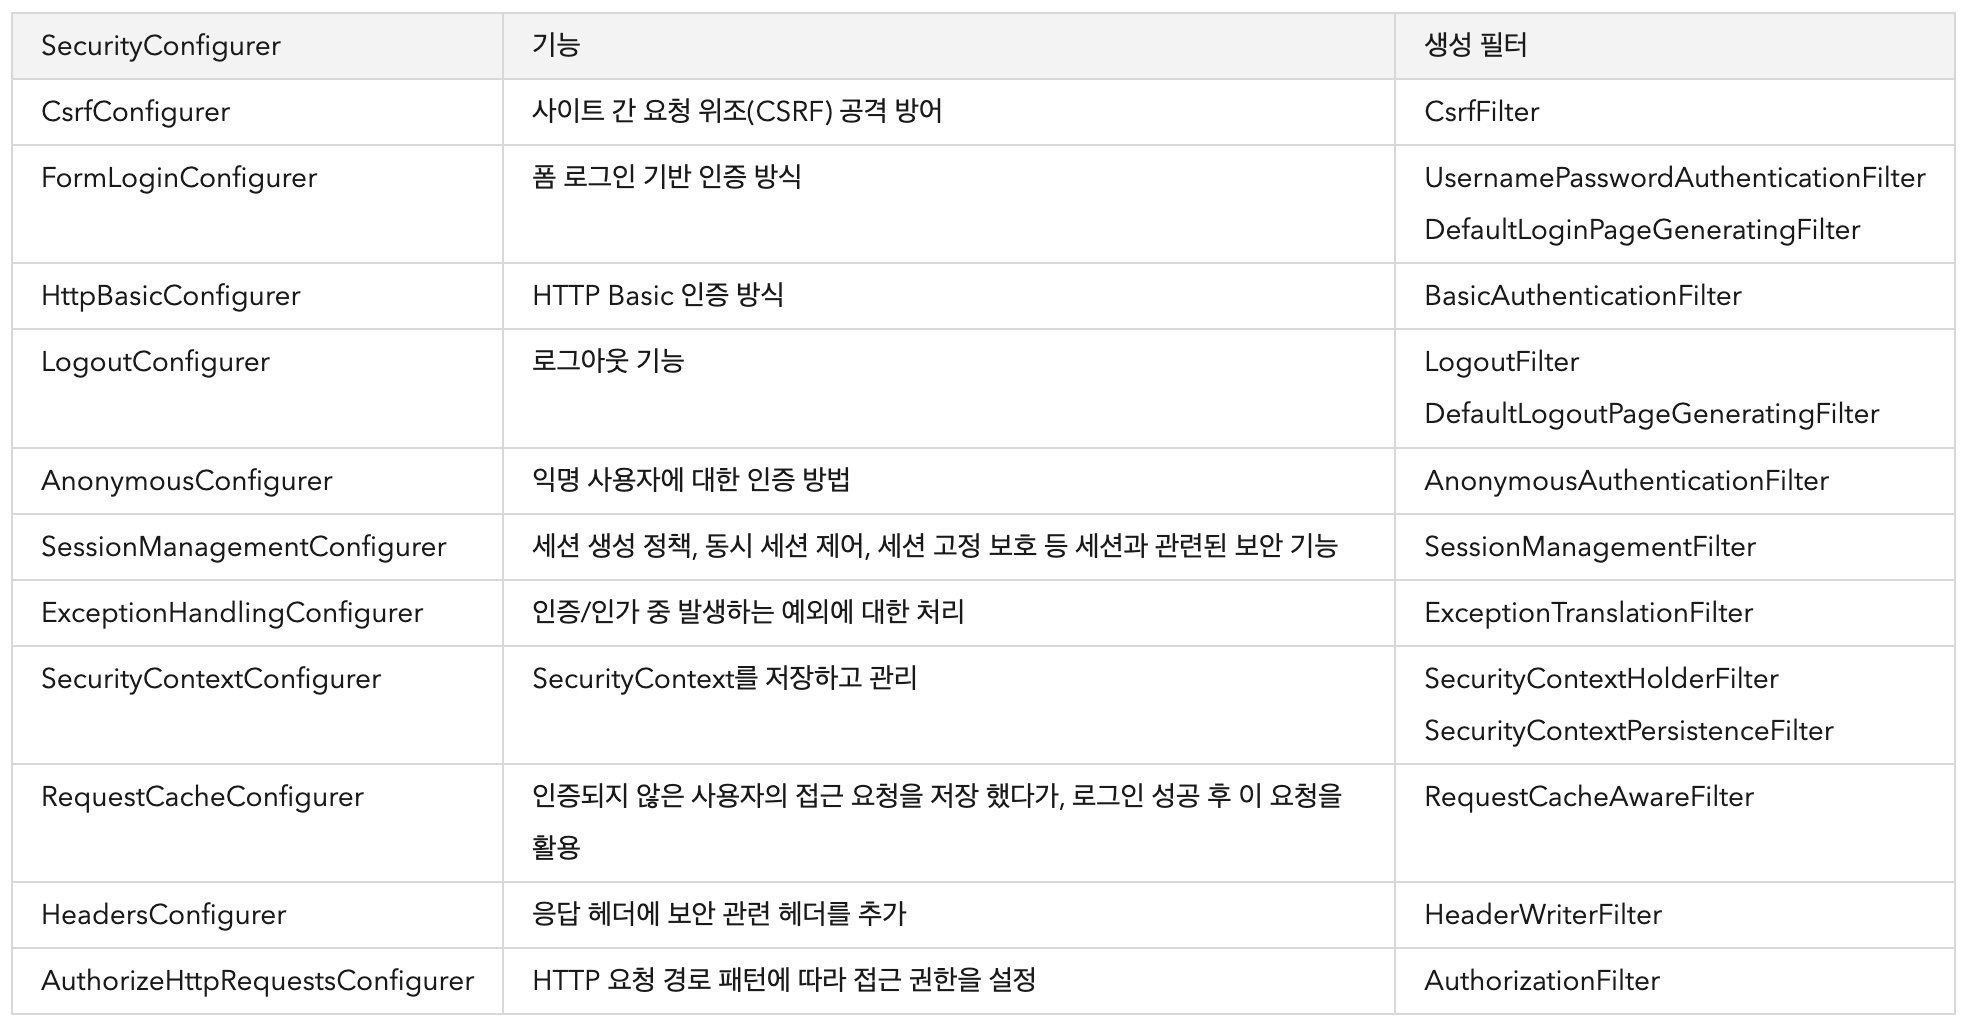 SecurityConfigurer 기능 생성 필터
CsrfConfigurer 사이트 간 요청 위조(CSRF) 공격 방어 CsrfFilter
FormLoginConfigurer 폼 로그인 기반 인증 방식 UsernamePasswordAuthenticationFilter
DefaultLoginPageGeneratingFilter
HttpBasicConfigurer HTTP Basic 인증 방식 BasicAuthenticationFilter
LogoutConfigurer 로그아웃 기능 LogoutFilter
DefaultLogoutPageGeneratingFilter
AnonymousConfigurer 익명 사용자에 대한 인증 방법 AnonymousAuthenticationFilter
SessionManagementConfigurer 세션 생성 정책, 동시 세션 제어, 세션 고정 보호 등 세션과 관련된 보안 기능 SessionManagementFilter
ExceptionHandlingConfigurer 인증/인가 중 발생하는 예외에 대한 처리 ExceptionTranslationFilter
SecurityContextConfigurer SecurityContext를 저장하고 관리 SecurityContextHolderFilter
SecurityContextPersistenceFilter
RequestCacheConfigurer 인증되지 않은 사용자의 접근 요청을 저장 했다가, 로그인 성공 후 이 요청을 RequestCacheAwareFilter
활용
HeadersConfigurer 응답 헤더에 보안 관련 헤더를 추가 HeaderWriterFilter
AuthorizeHttpRequestsConfigurer HTTP 요청 경로 패턴에 따라 접근 권한을 설정 AuthorizationFilter